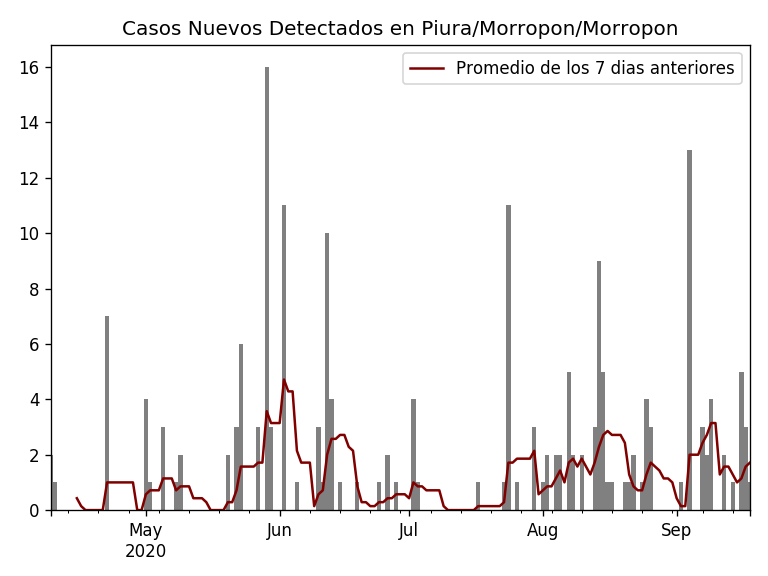 Casos Nuevos Detectados en Piura/Morropon/Morropon
Promedio de los 7 dias anteriores
16
14
12
10
8
6
4
2
0
May
2020
Jun
Jul
Aug
Sep